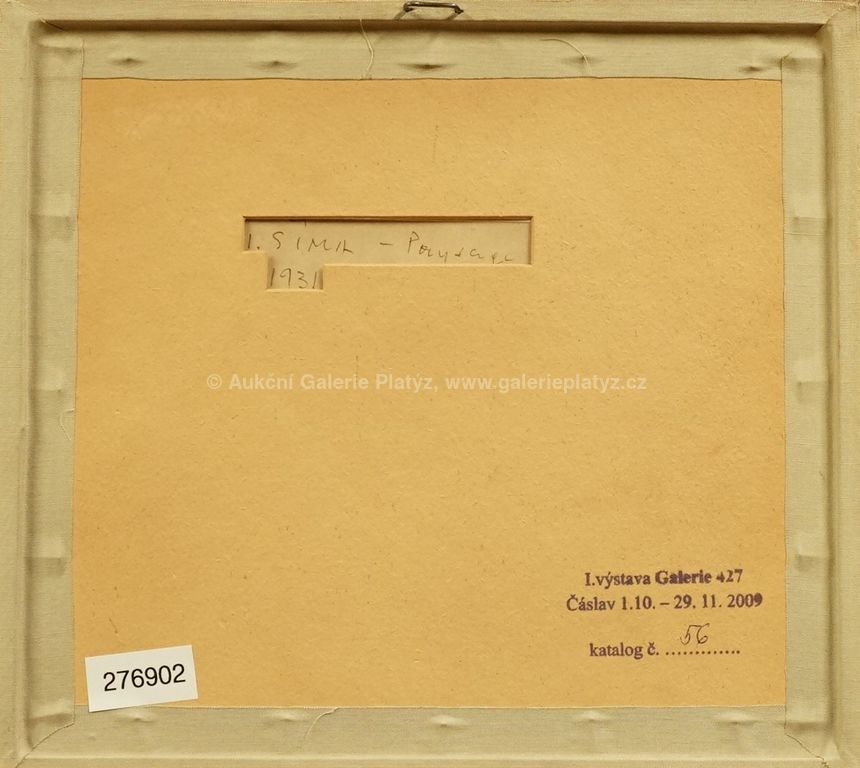 I. SÍMA – Paysage
1931
© Aukční Galerie Platýz, www.galerieplatyz.cz
I.výstava Galerie 427
Čáslav 1.10. – 29. 11. 2009
katalog č. 56
276902